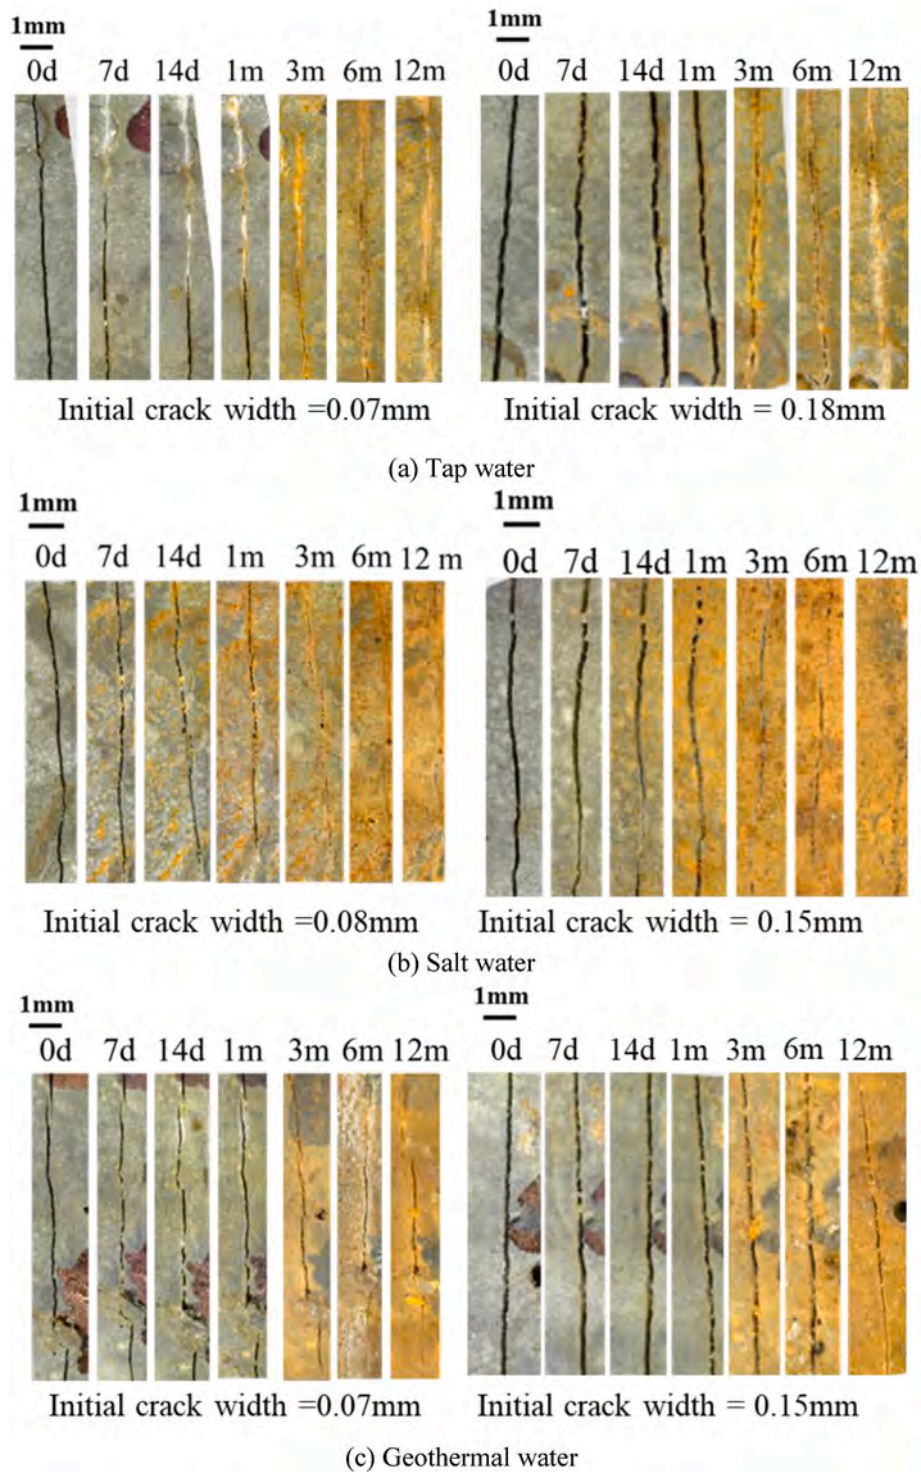 1mm 1mm
0d 7d 14d 1m 3m 6m 12m 0d 7d 14d 1m 3m 6m 12m
Initial crack width =0.07mm Initial crack width = 0.18mm
(a) Tap water
1mm 1mm
0d 7d 14d 1m 3m 6m 12 m 0d 7d 14d 1m 3m 6m 12m
Initial crack width =0.08mm Initial crack width = 0.15mm
(b) Salt water
1mm 1mm
0d 7d 14d 1m 3m 6m 12m 0d 7d 14d 1m 3m 6m 12m
Initial crack width =0.07mm Initial crack width = 0.15mm
(c) Geothermal water